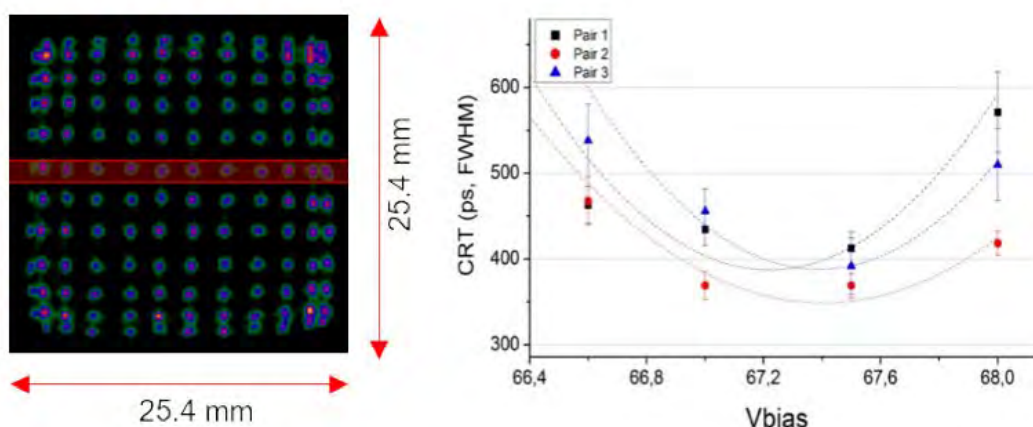 25.4 mm
25.4 mm
Pair 1
Pair 2
Pair 3
CRT (ps, FWHM)
600
500
400
300
66,4 66,8 67,2 67,6 68,0
Vbias